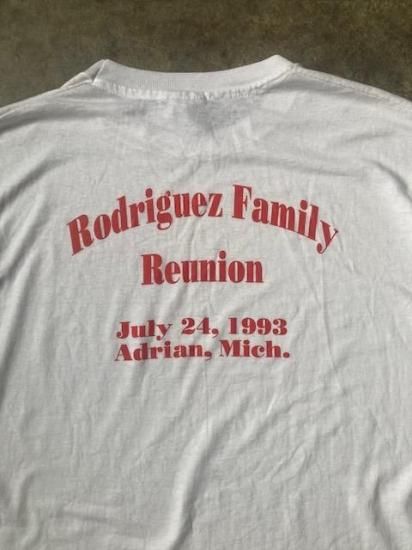 Rodriguez Family
Reunion
July 24, 1993
Adrian, Mich.